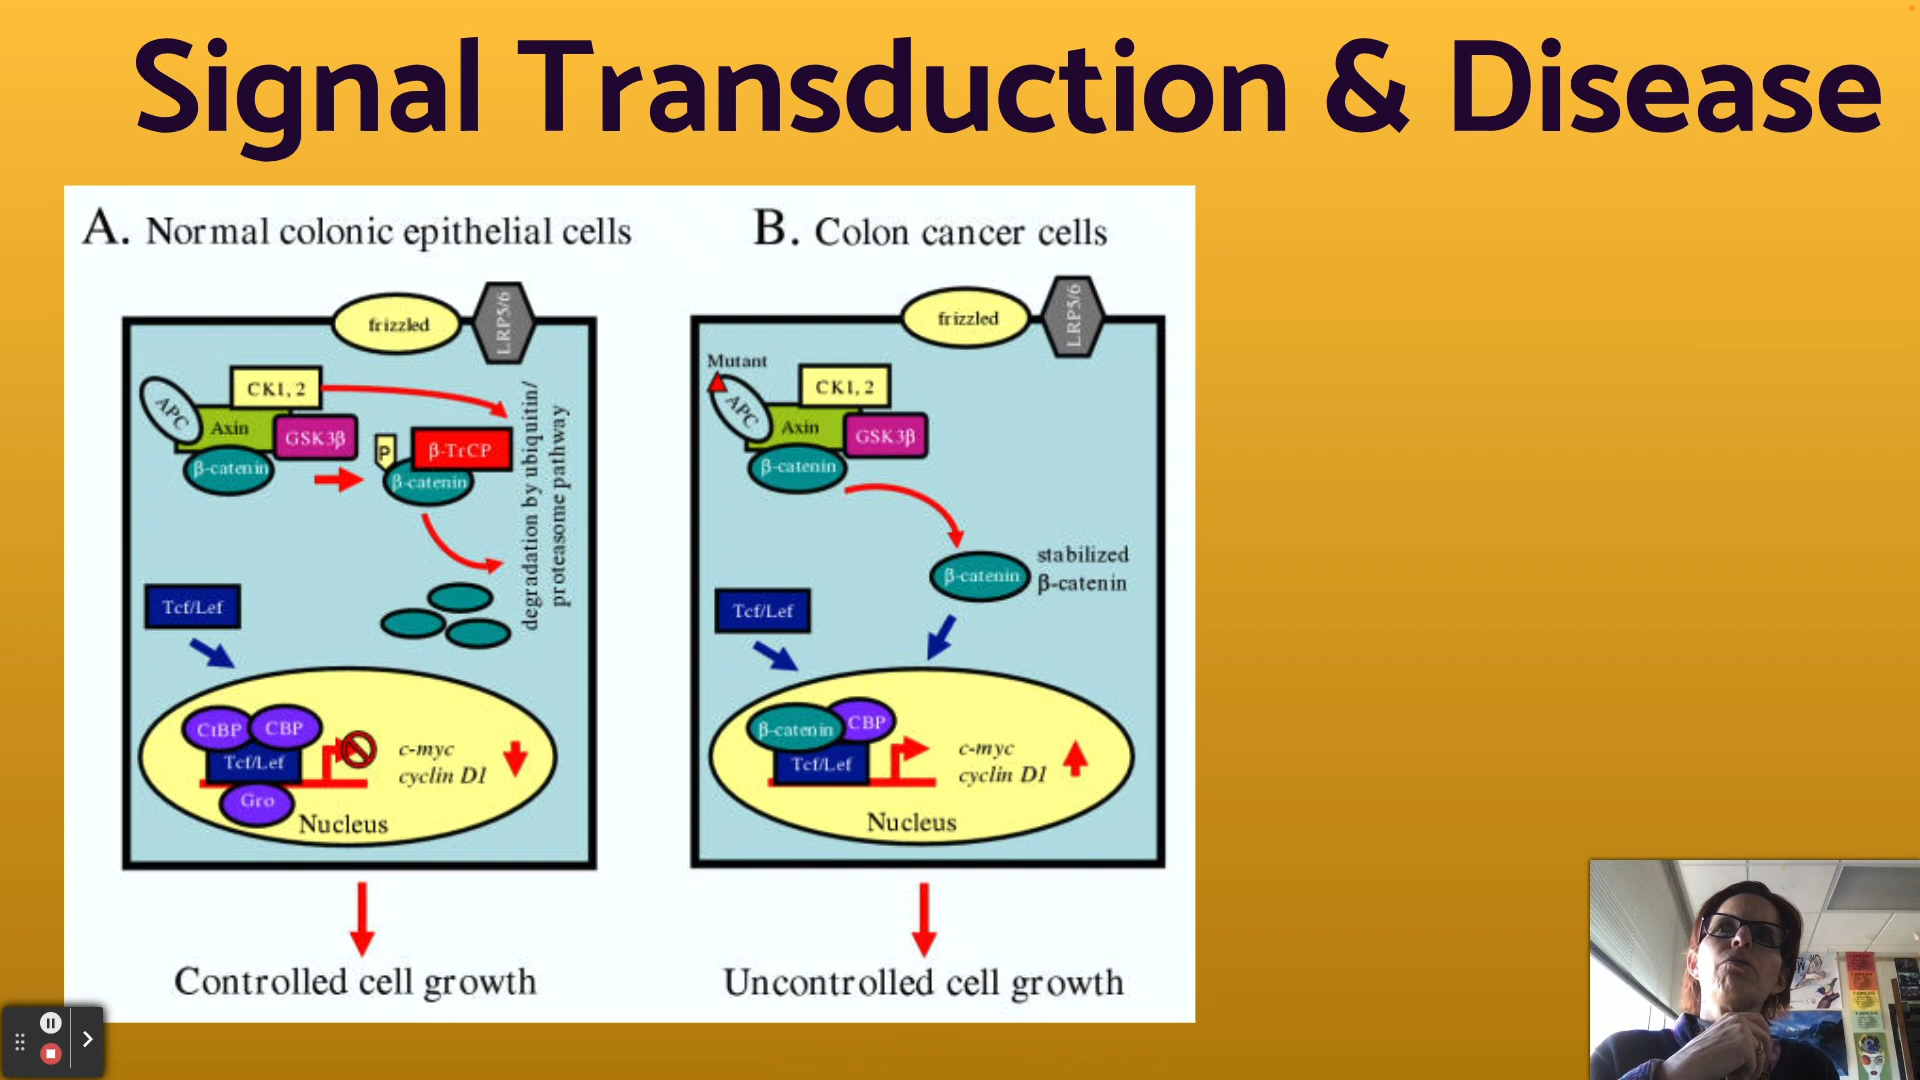 Signal Transduction & Disease
A. Normal colonic epithelial cells
frizzled
LRP5/6
APC
CK1, 2
Axin
GSK3β
β-catenin
P
β-TrCP
β-catenin
degradation by ubiquitin/
proteasome pathway
Tcf/Lef
CtBP
CBP
Tcf/Lef
Gro
c-myc
cyclin D1
Nucleus
Controlled cell growth
B. Colon cancer cells
frizzled
LRP5/6
Mutant
APC
CK1, 2
Axin
GSK3β
β-catenin
β-catenin
stabilized
β-catenin
Tcf/Lef
β-catenin
CBP
Tcf/Lef
c-myc
cyclin D1
Nucleus
Uncontrolled cell growth